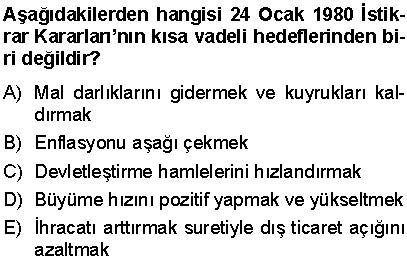 Aşağıdakilerden hangisi 24 Ocak 1980 İstik-
rar Kararları’nın kısa vadeli hedeflerinden bi-
ri değildir?
A) Mal darlıklarını gidermek ve kuyrukları kal-
dırmak
B) Enflasyonu aşağı çekmek
C) Devletleştirme hamlelerini hızlandırmak
D) Büyüme hızını pozitif yapmak ve yükseltmek
E) İhracatı arttırmak suretiyle dış ticaret açığını
azaltmak